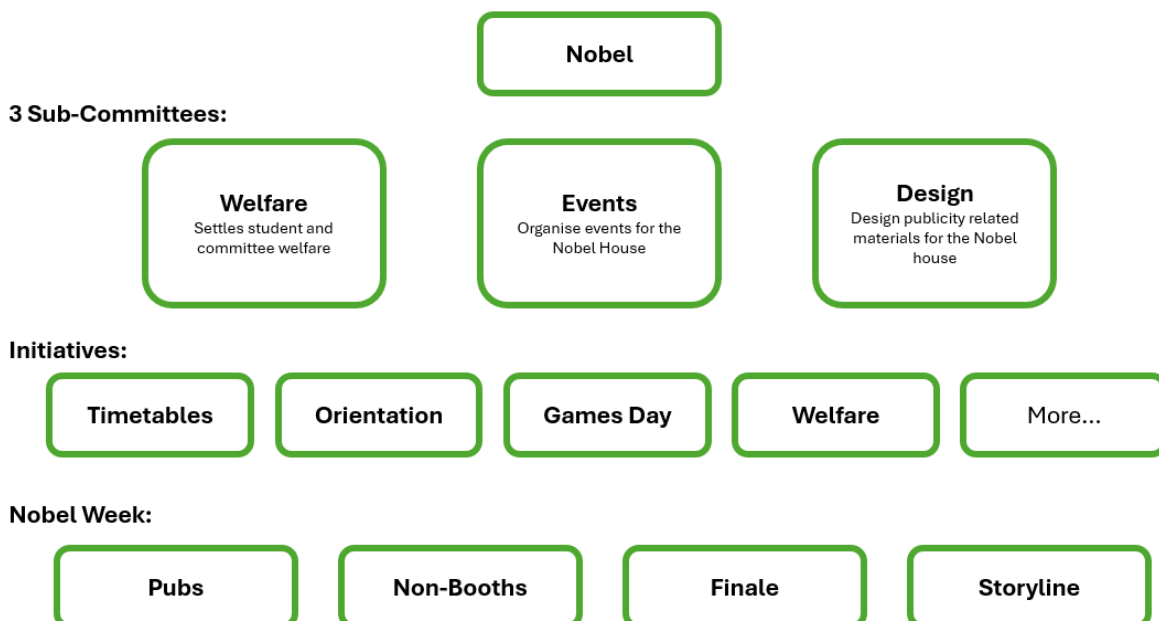 Nobel
3 Sub-Committees:
Welfare
Settles student and
committee welfare
Events
Organise events for the
Nobel House
Design
Design publicity related
materials for the Nobel
house
Initiatives:
Timetables
Orientation
Games Day
Welfare
More...
Nobel Week:
Pubs
Non-Booths
Finale
Storyline